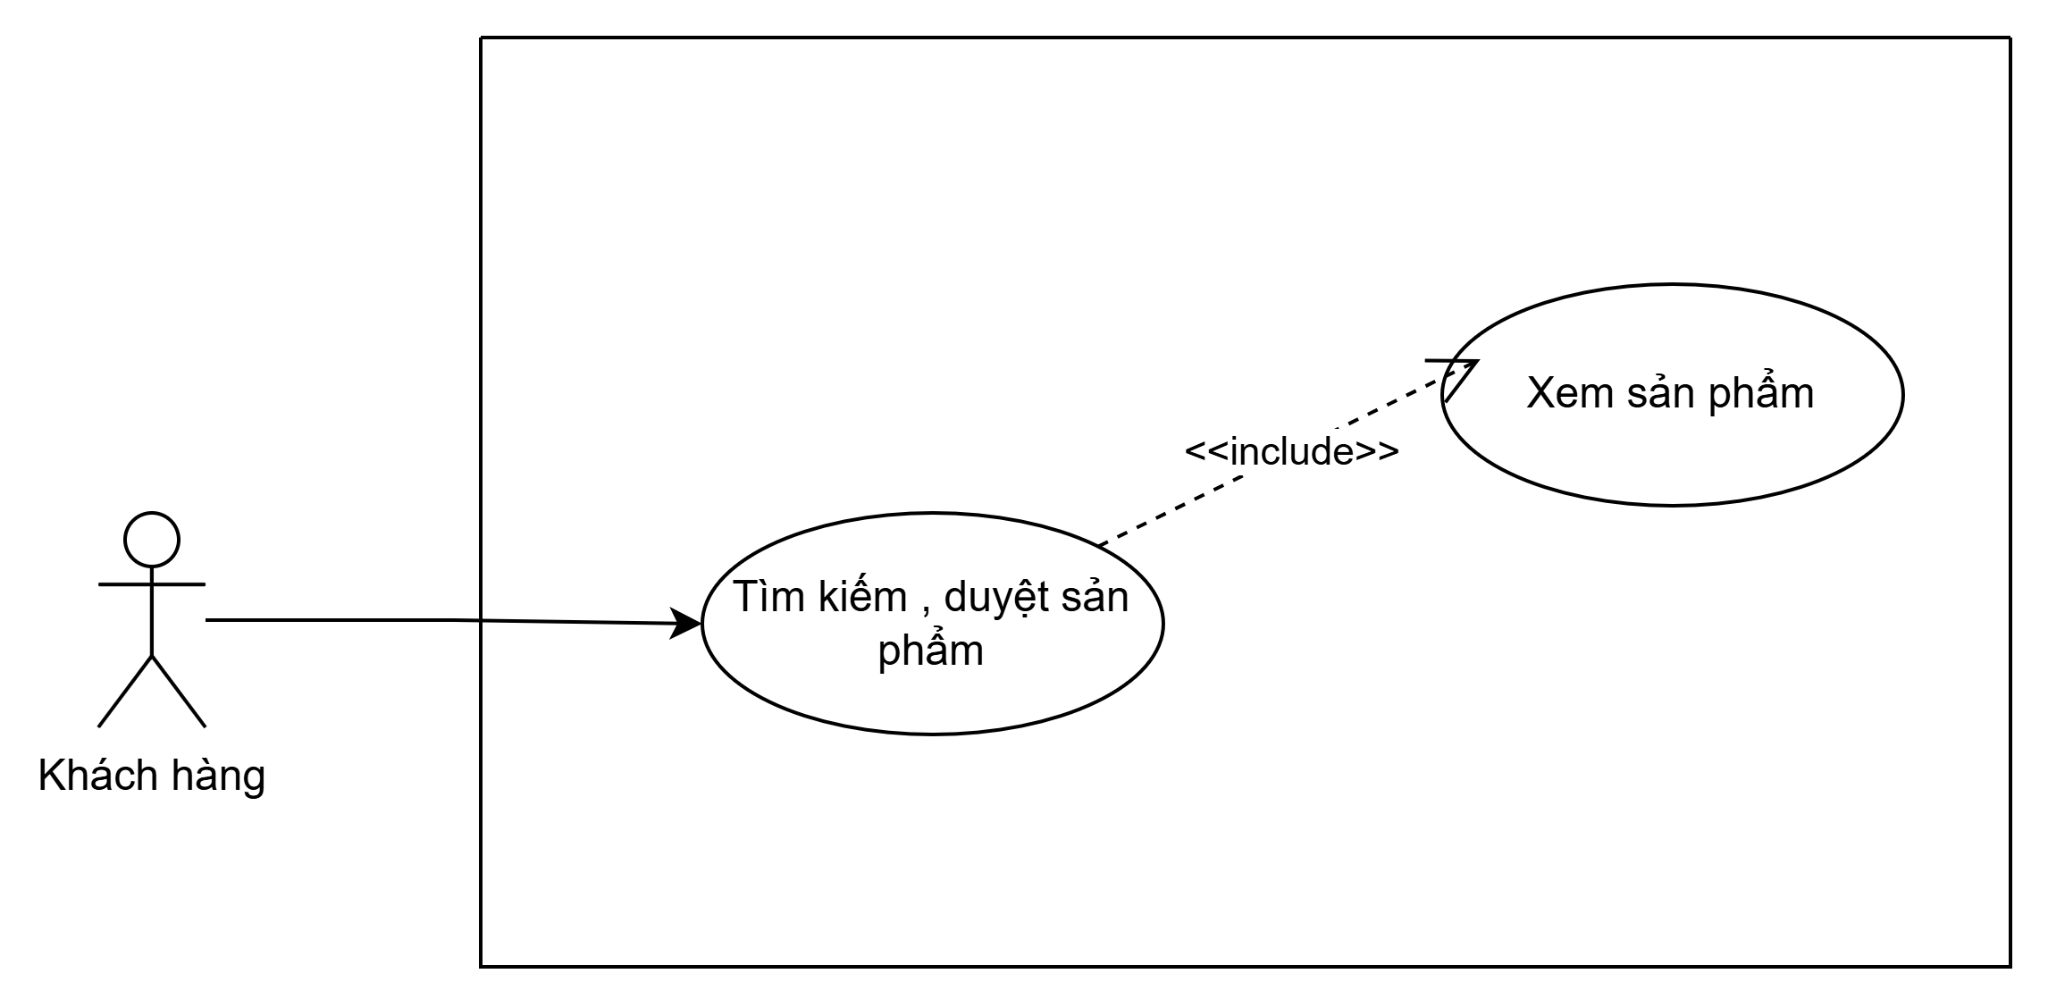 Xem sản phẩm
<<include>>
Tìm kiếm , duyệt sản
phẩm
Khách hàng